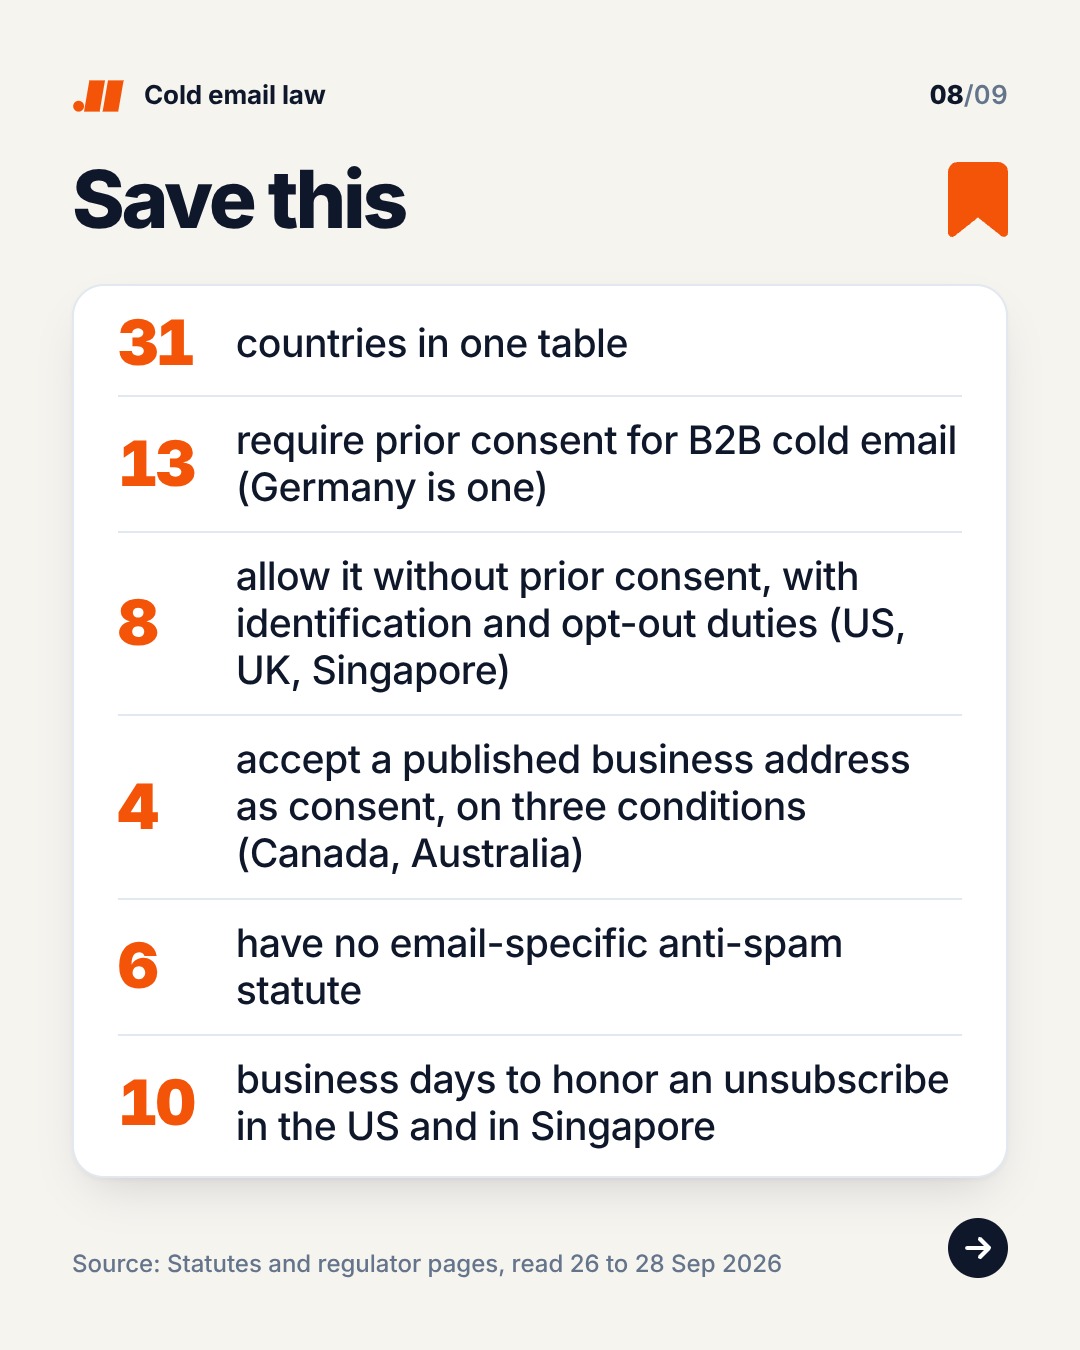 Cold email law
08/09
Save this
31 countries in one table
13 require prior consent for B2B cold email
(Germany is one)
8 allow it without prior consent, with
identification and opt-out duties (US,
UK, Singapore)
4 accept a published business address
as consent, on three conditions
(Canada, Australia)
6 have no email-specific anti-spam
statute
10 business days to honor an unsubscribe
in the US and in Singapore
Source: Statutes and regulator pages, read 26 to 28 Sep 2026